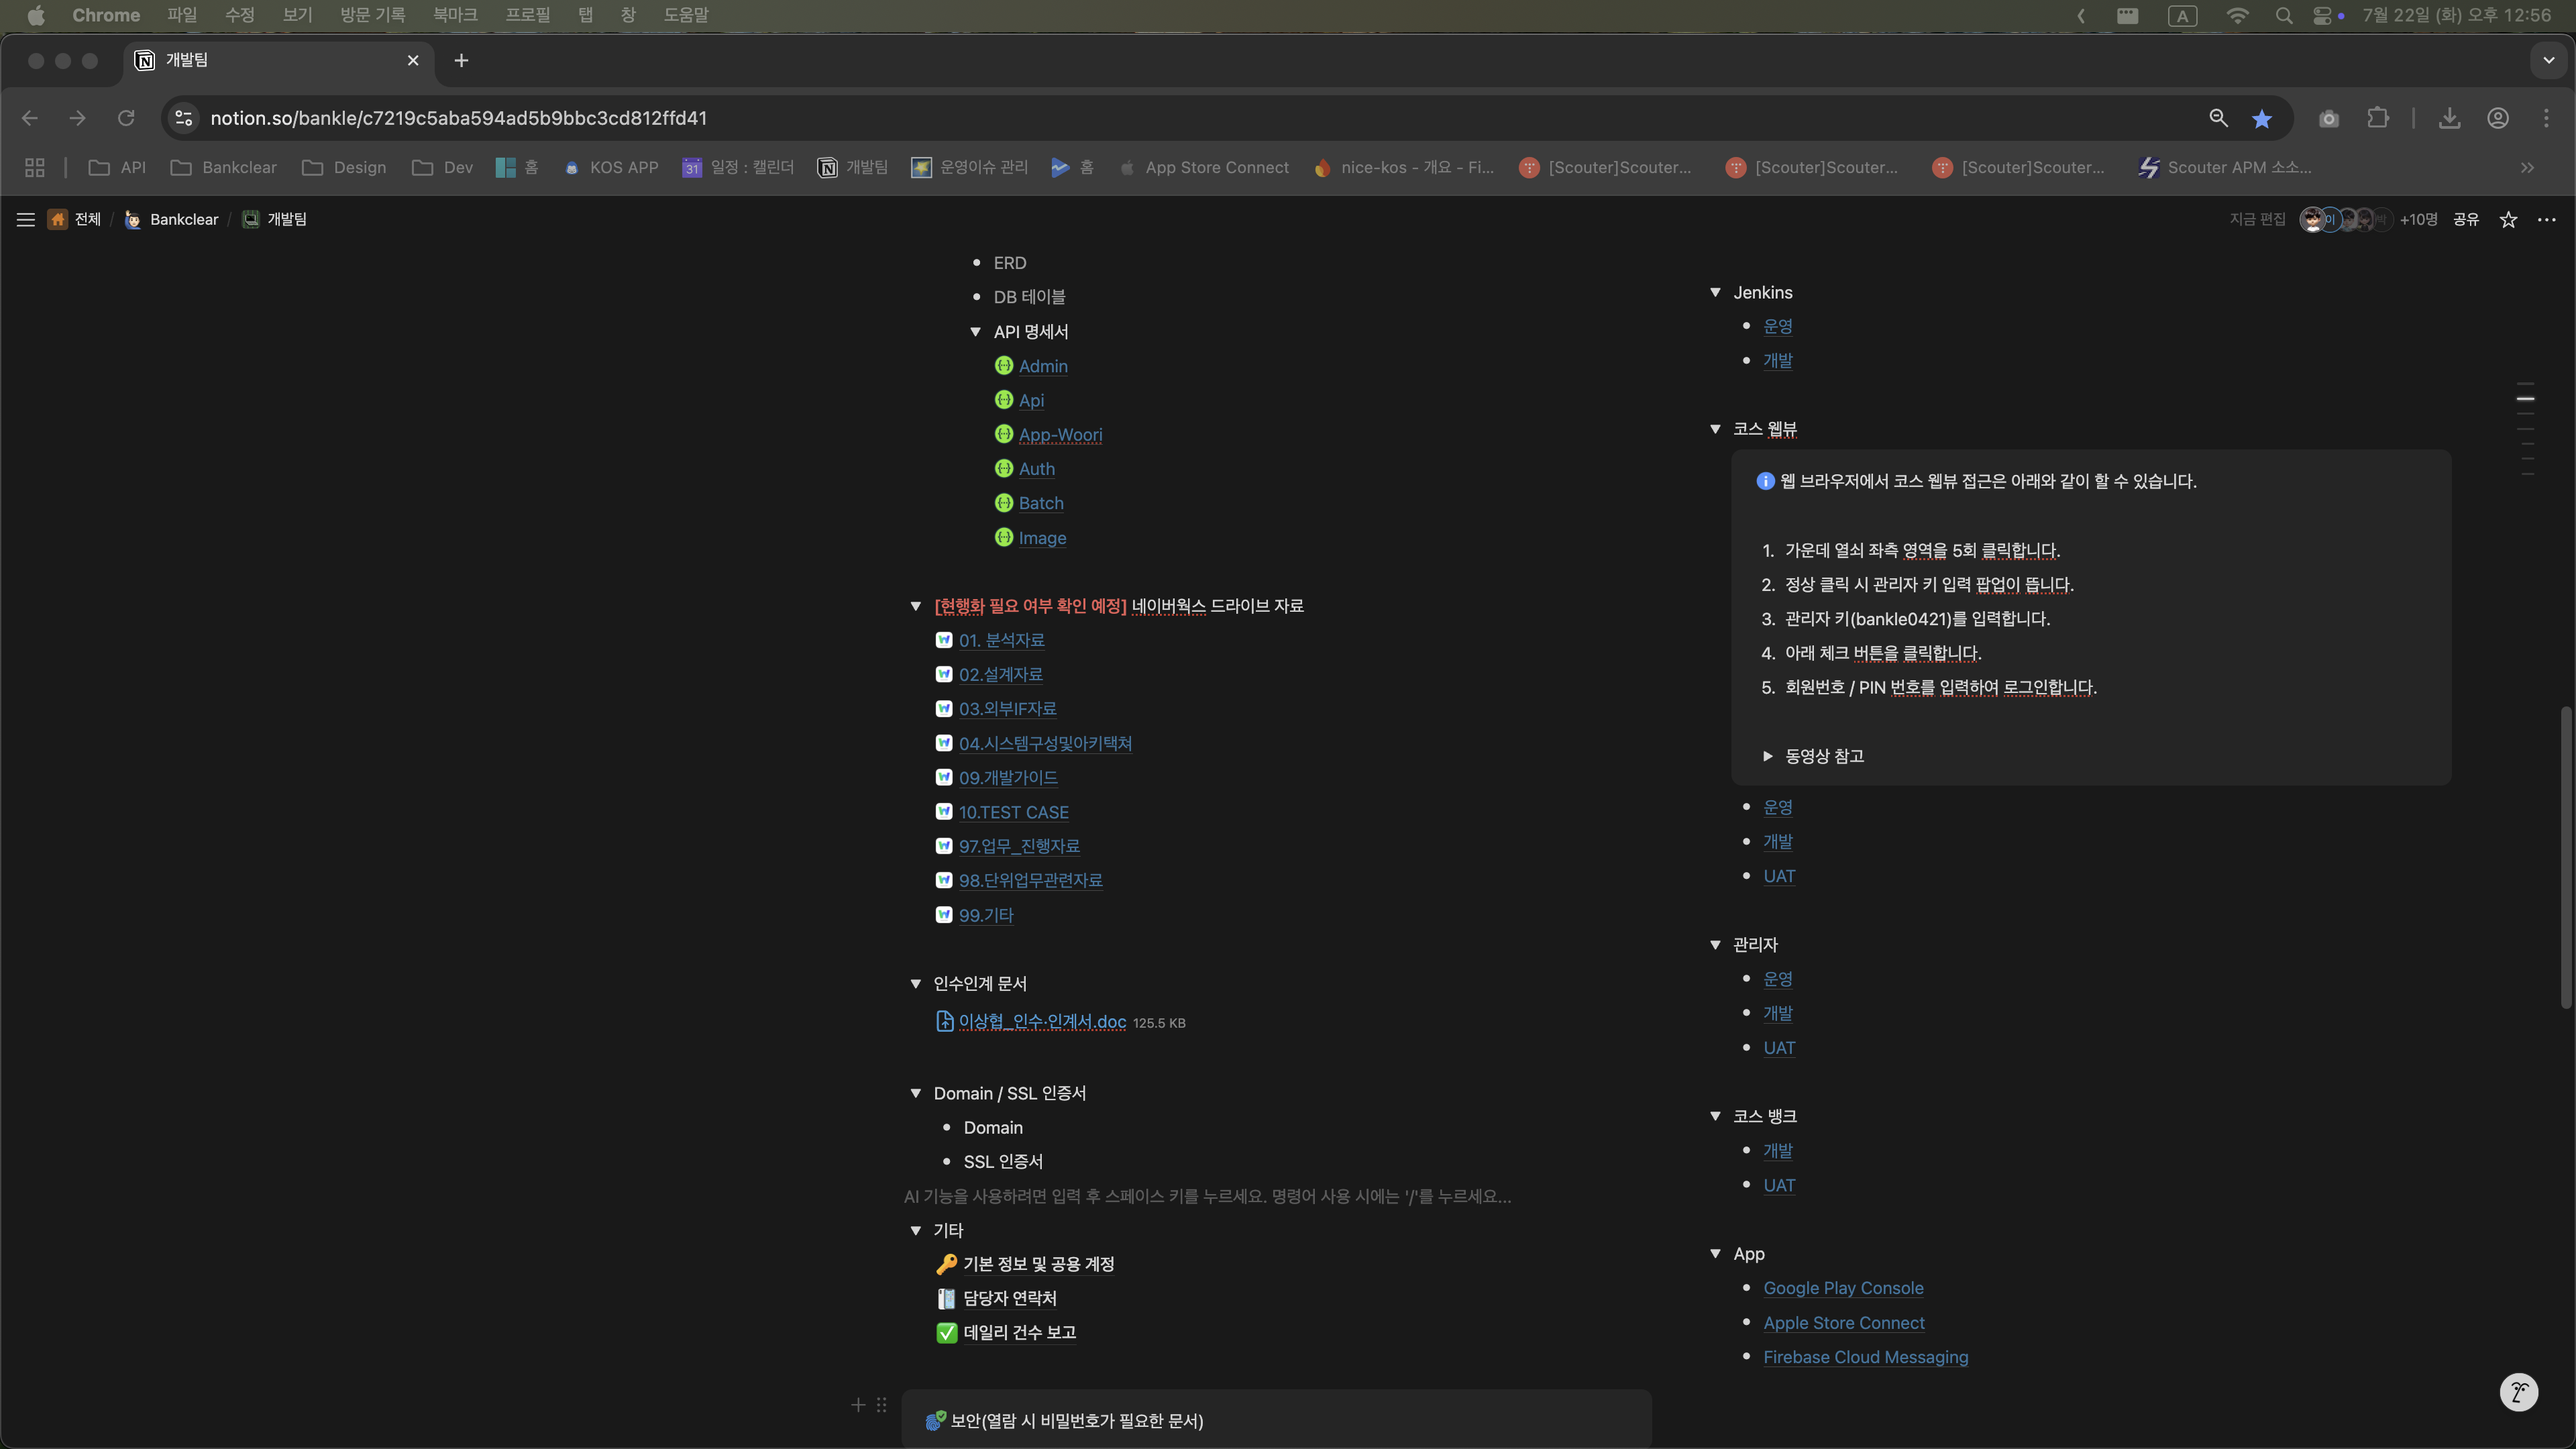 Chrome 파일 수정 보기 방문 기록 북마크 프로필 탭 창 도움말
A 7월 22일 (화) 오후 12:56
개발팀
notion.so/bankle/c7219c5aba594ad5b9bbc3cd812ffd41
API Bankclear Design Dev 홈 KOS APP 31 일정 : 캘린더 개발팀 운영이슈 관리 홈 App Store Connect nice-kos - 개요 - Fi... [Scouter]Scouter... [Scouter]Scouter... [Scouter]Scouter... Scouter APM 소소...
전체 / Bankclear / 개발팀
지금 편집 이 박 +10명 공유
ERD
DB 테이블
API 명세서
Admin
Api
App-Woori
Auth
Batch
Image
[현행화 필요 여부 확인 예정] 네이버웍스 드라이브 자료
01. 분석자료
02.설계자료
03.외부IF자료
04.시스템구성및아키택쳐
09.개발가이드
10.TEST CASE
97.업무_진행자료
98.단위업무관련자료
99.기타
인수인계 문서
이상협_인수·인계서.doc 125.5 KB
Domain / SSL 인증서
Domain
SSL 인증서
AI 기능을 사용하려면 입력 후 스페이스 키를 누르세요. 명령어 사용 시에는 '/'를 누르세요...
기타
기본 정보 및 공용 계정
담당자 연락처
데일리 건수 보고
보안(열람 시 비밀번호가 필요한 문서)
Jenkins
운영
개발
코스 웹뷰
웹 브라우저에서 코스 웹뷰 접근은 아래와 같이 할 수 있습니다.
1. 가운데 열쇠 좌측 영역을 5회 클릭합니다.
2. 정상 클릭 시 관리자 키 입력 팝업이 뜹니다.
3. 관리자 키(bankle0421)를 입력합니다.
4. 아래 체크 버튼을 클릭합니다.
5. 회원번호 / PIN 번호를 입력하여 로그인합니다.
동영상 참고
운영
개발
UAT
관리자
운영
개발
UAT
코스 뱅크
개발
UAT
App
Google Play Console
Apple Store Connect
Firebase Cloud Messaging